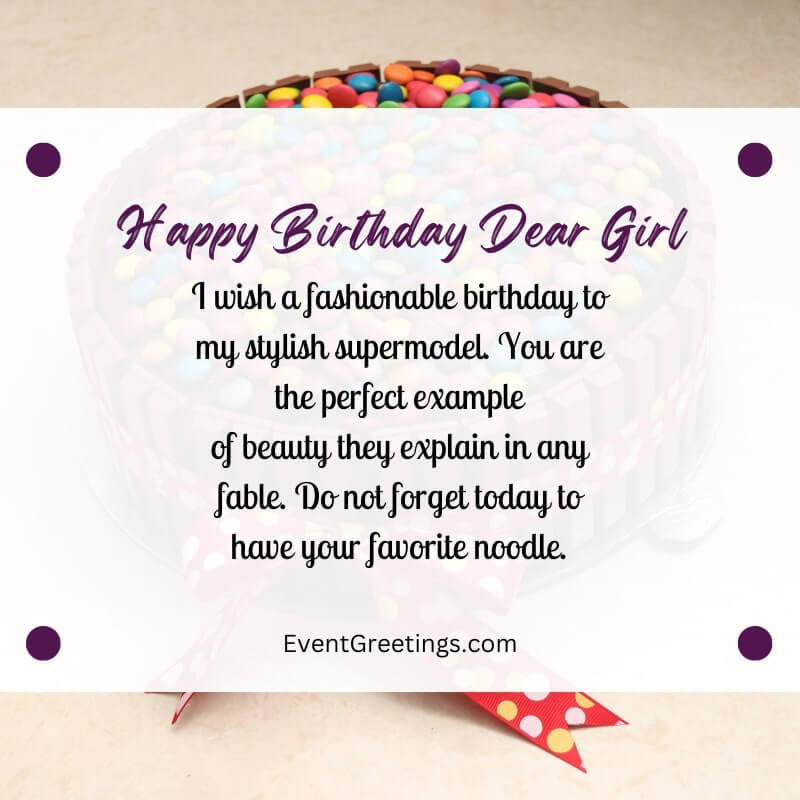 Happy Birthday Dear Girl
I wish a fashionable birthday to
my stylish supermodel. You are
the perfect example
of beauty they explain in any
fable. Do not forget today to
have your favorite noodle.
EventGreetings.com